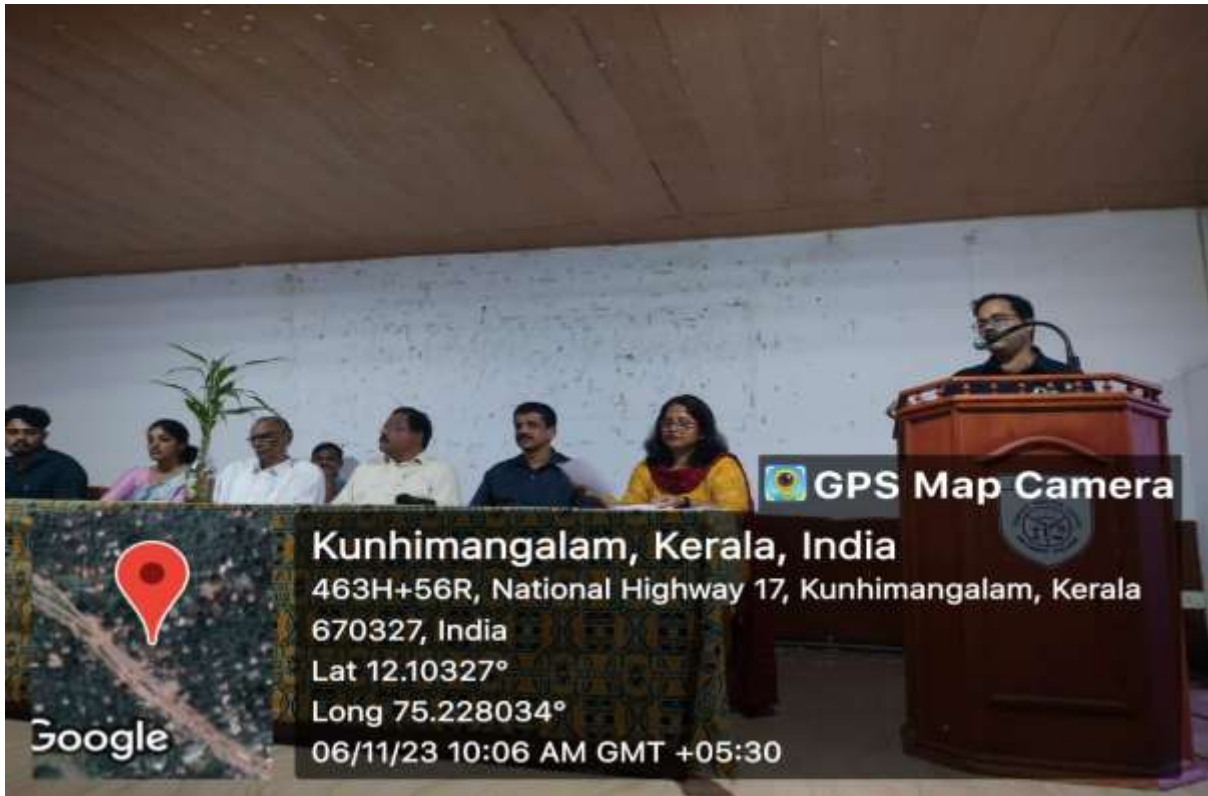 GPS Map Camera
Kunhimangalam, Kerala, India
463H+56R, National Highway 17, Kunhimangalam, Kerala
670327, India
Lat 12.10327°
Long 75.228034°
06/11/23 10:06 AM GMT +05:30
Google